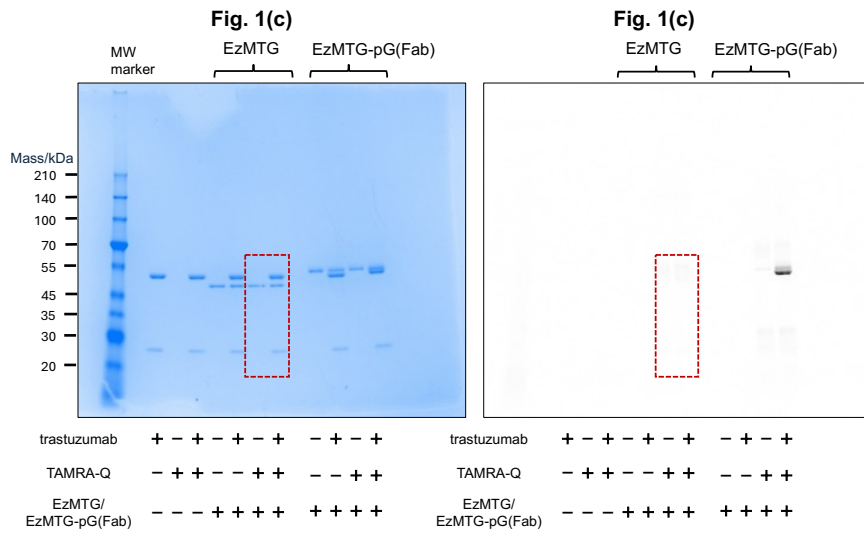 Fig. 1(c)
MW
marker
EzMTG
EzMTG-pG(Fab)
Mass/kDa
210
140
100
70
55
45
35
30
20
trastuzumab
+ − + − + − + − + − +
TAMRA-Q
− + + − − + + − − + +
EzMTG/
EzMTG-pG(Fab)
− − − + + + + + + + +
Fig. 1(c)
EzMTG
EzMTG-pG(Fab)
trastuzumab
+ − + − + − + − + − +
TAMRA-Q
− + + − − + + − − + +
EzMTG/
EzMTG-pG(Fab)
− − − + + + + + + + +